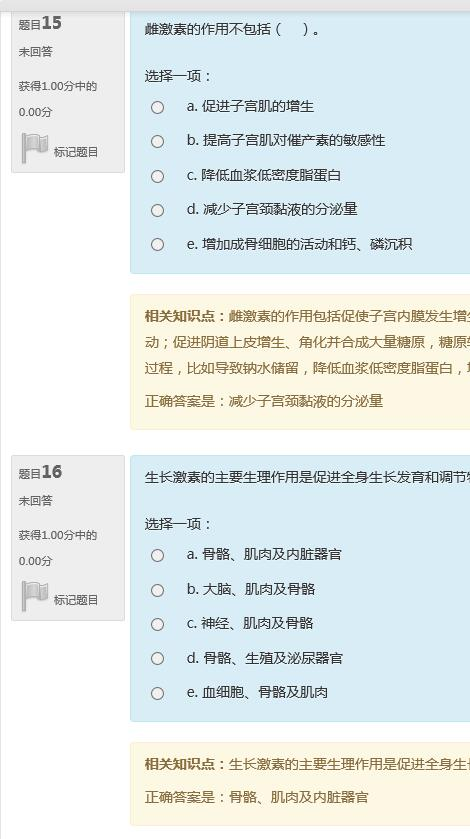 题目15
未回答
获得1.00分中的
0.00分
标记题目
雌激素的作用不包括（　）。
选择一项：
a. 促进子宫肌的增生
b. 提高子宫肌对催产素的敏感性
c. 降低血浆低密度脂蛋白
d. 减少子宫颈黏液的分泌量
e. 增加成骨细胞的活动和钙、磷沉积
相关知识点：雌激素的作用包括促使子宫内膜发生增
动；促进阴道上皮增生、角化并合成大量糖原，糖原
过程，比如导致钠水储留，降低血浆低密度脂蛋白，
正确答案是：减少子宫颈黏液的分泌量
题目16
未回答
获得1.00分中的
0.00分
标记题目
生长激素的主要生理作用是促进全身生长发育和调节
选择一项：
a. 骨骼、肌肉及内脏器官
b. 大脑、肌肉及骨骼
c. 神经、肌肉及骨骼
d. 骨骼、生殖及泌尿器官
e. 血细胞、骨骼及肌肉
相关知识点：生长激素的主要生理作用是促进全身生
正确答案是：骨骼、肌肉及内脏器官